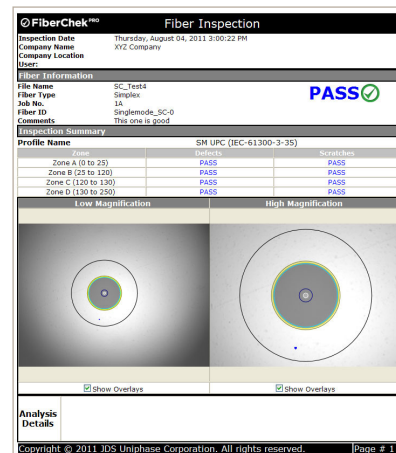 FiberChek PRO Fiber Inspection
Inspection Date Thursday, August 04, 2011 3:00:22 PM
Company Name XYZ Company
Company Location
User:
Fiber Information
File Name SC_Test4
Fiber Type Simplex
Job No. 1A
Fiber ID Singlemode_SC-0
Comments This one is good
PASS
Inspection Summary
Profile Name SM UPC (IEC-61300-3-35)
Zone Defects Scratches
Zone A (0 to 25) PASS PASS
Zone B (25 to 120) PASS PASS
Zone C (120 to 130) PASS PASS
Zone D (130 to 250) PASS PASS
Low Magnification High Magnification
Show Overlays Show Overlays
Analysis
Details
Copyright © 2011 JDS Uniphase Corporation. All rights reserved. Page # 1